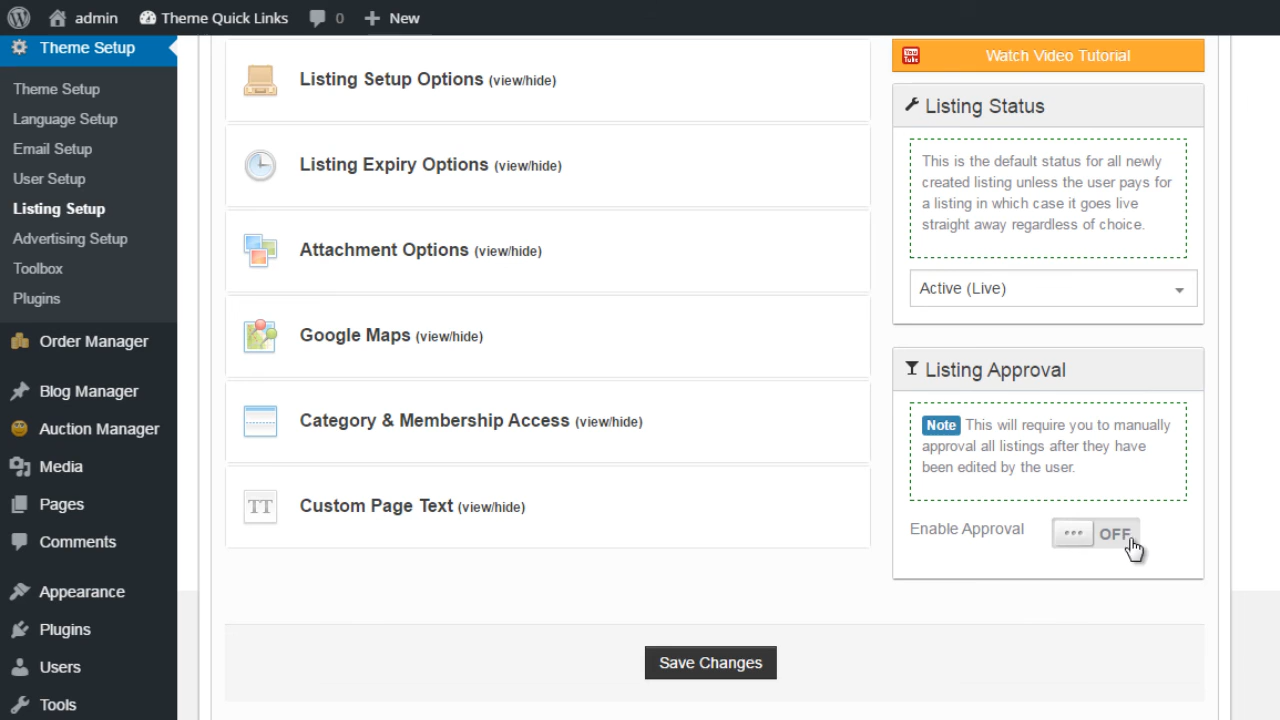 admin
Theme Quick Links
0
New
Theme Setup
Theme Setup
Language Setup
Email Setup
User Setup
Listing Setup
Advertising Setup
Toolbox
Plugins
Order Manager
Blog Manager
Auction Manager
Media
Pages
Comments
Appearance
Plugins
Users
Tools
Listing Setup Options (view/hide)
Listing Expiry Options (view/hide)
Attachment Options (view/hide)
Google Maps (view/hide)
Category & Membership Access (view/hide)
TT
Custom Page Text (view/hide)
You
Tube
Watch Video Tutorial
Listing Status
This is the default status for all newly
created listing unless the user pays for
a listing in which case it goes live
straight away regardless of choice.
Active (Live)
Listing Approval
Note This will require you to manually
approval all listings after they have
been edited by the user.
Enable Approval
OFF
Save Changes